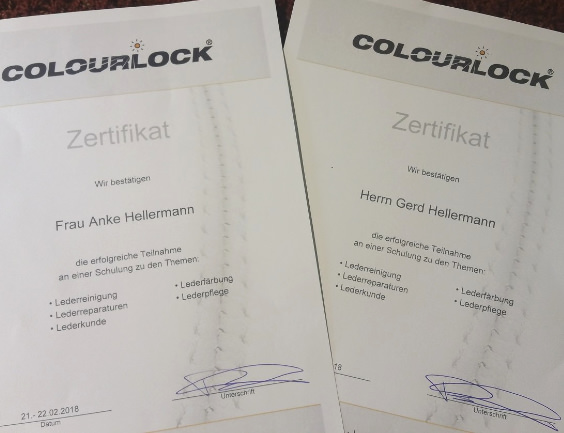 COLOURLOCK®
Zertifikat
Wir bestätigen
Frau Anke Hellermann
die erfolgreiche Teilnahme
an einer Schulung zu den Themen:
• Lederreinigung
• Lederreparaturen
• Lederkunde
• Lederfärbung
• Lederpflege
21.- 22.02.2018
Datum
Unterschrift
COLOURLOCK®
Zertifikat
Wir bestätigen
Herrn Gerd Hellermann
die erfolgreiche Teilnahme
an einer Schulung zu den Themen:
• Lederreinigung
• Lederreparaturen
• Lederkunde
• Lederfärbung
• Lederpflege
18
Unterschrift